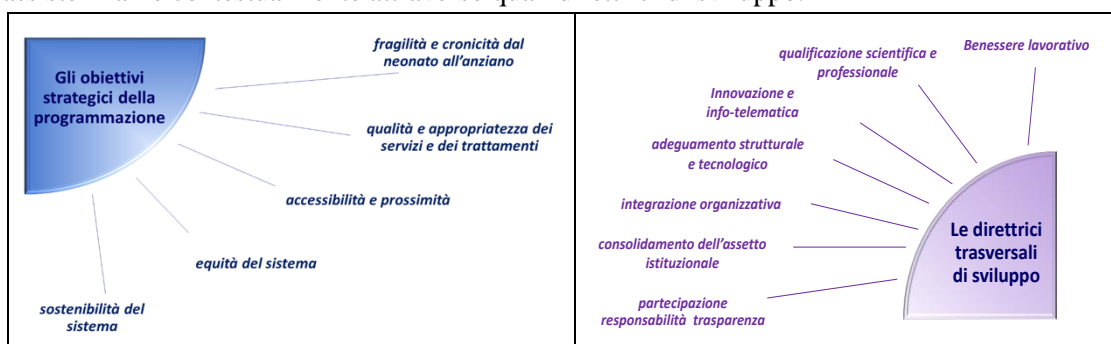 di sviluppo:
Gli obiettivi
strategici della
programmazione
fragilità e cronicità dal
neonato all'anziano
qualità e appropriatezza dei
servizi e dei trattamenti
accessibilità e prossimità
equità del sistema
sostenibilità del
sistema
Benessere lavorativo
qualificazione scientifica e
professionale
Innovazione e
info-telematica
adeguamento strutturale
e tecnologico
integrazione organizzativa
consolidamento dell'assetto
istituzionale
partecipazione
responsabilità trasparenza
Le direttrici
trasversali
di sviluppo